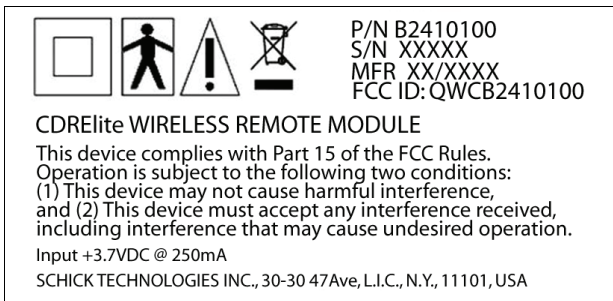 P/N B2410100
S/N XXXXX
MFR XX/XXXX
FCC ID: QWCB2410100
CDRElite WIRELESS REMOTE MODULE
This device complies with Part 15 of the FCC Rules.
Operation is subject to the following two conditions:
(1) This device may not cause harmful interference,
and (2) This device must accept any interference received,
including interference that may cause undesired operation.
Input +3.7VDC @ 250mA
SCHICK TECHNOLOGIES INC., 30-30 47Ave, L.I.C., N.Y., 11101, USA